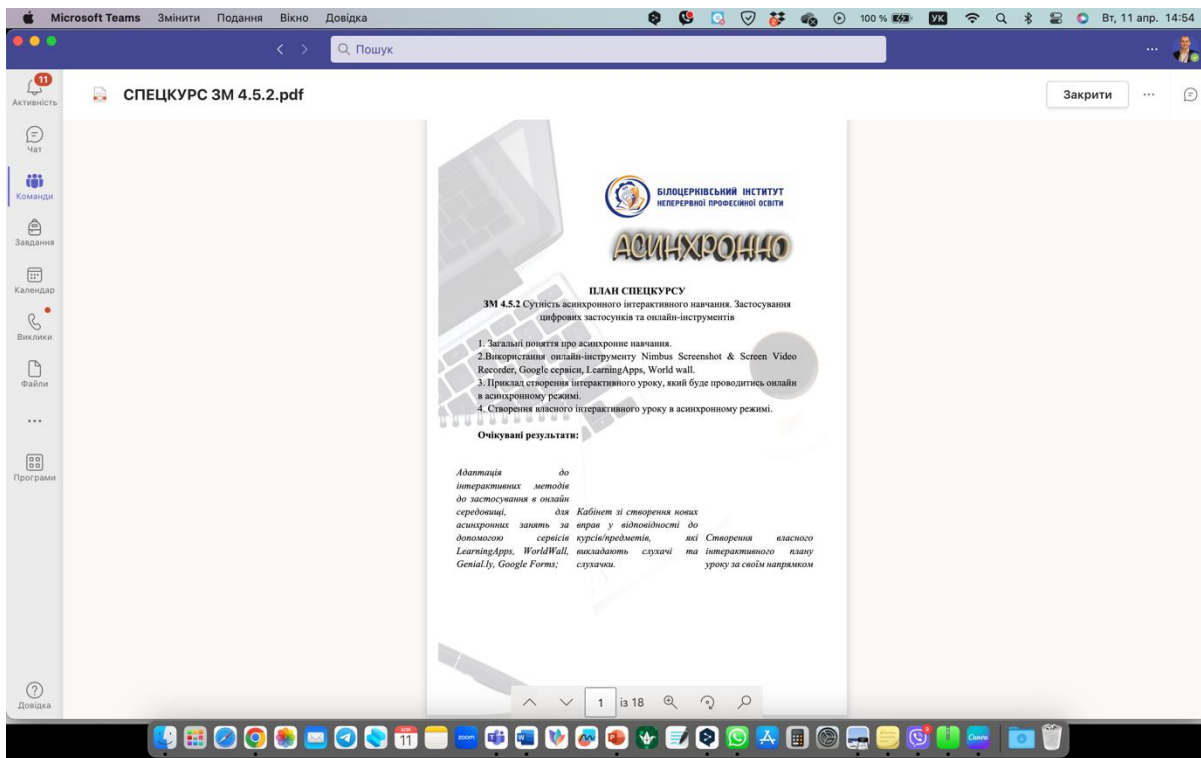 Microsoft Teams Змінити Подання Вікно Довідка 100 % УК Вт, 11 апр. 14:54
Пошук
11
Активність
СПЕЦКУРС ЗМ 4.5.2.pdf
Закрити
Чат
Команди
Завдання
Календар
Виклики
Файли
Програми
Довідка
БІЛОЦЕРКІВСЬКИЙ ІНСТИТУТ
НЕПЕРЕРВНОЇ ПРОФЕСІЙНОЇ ОСВІТИ
АСИНХРОННО
ПЛАН СПЕЦКУРСУ
ЗМ 4.5.2 Сутність асинхронного інтерактивного навчання. Застосування
цифрових застосунків та онлайн-інструментів
1. Загальні поняття про асинхронне навчання.
2.Використання онлайн-інструменту Nimbus Screenshot & Screen Video
Recorder, Google сервіси, LearningApps, World wall.
3. Приклад створення інтерактивного уроку, який буде проводитись онлайн
в асинхронному режимі.
4. Створення власного інтерактивного уроку в асинхронному режимі.
Очікувані результати:
Адаптація до
інтерактивних методів
до застосування в онлайн
середовищі, для
асинхронних занять за
допомогою сервісів
LearningApps, WorldWall,
Genial.ly, Google Forms;
Кабінет зі створення нових
вправ у відповідності до
курсів/предметів, які
викладають слухачі та
слухачки.
Створення власного
інтерактивного плану
уроку за своїм напрямком
1 із 18
11
zoom
Canva